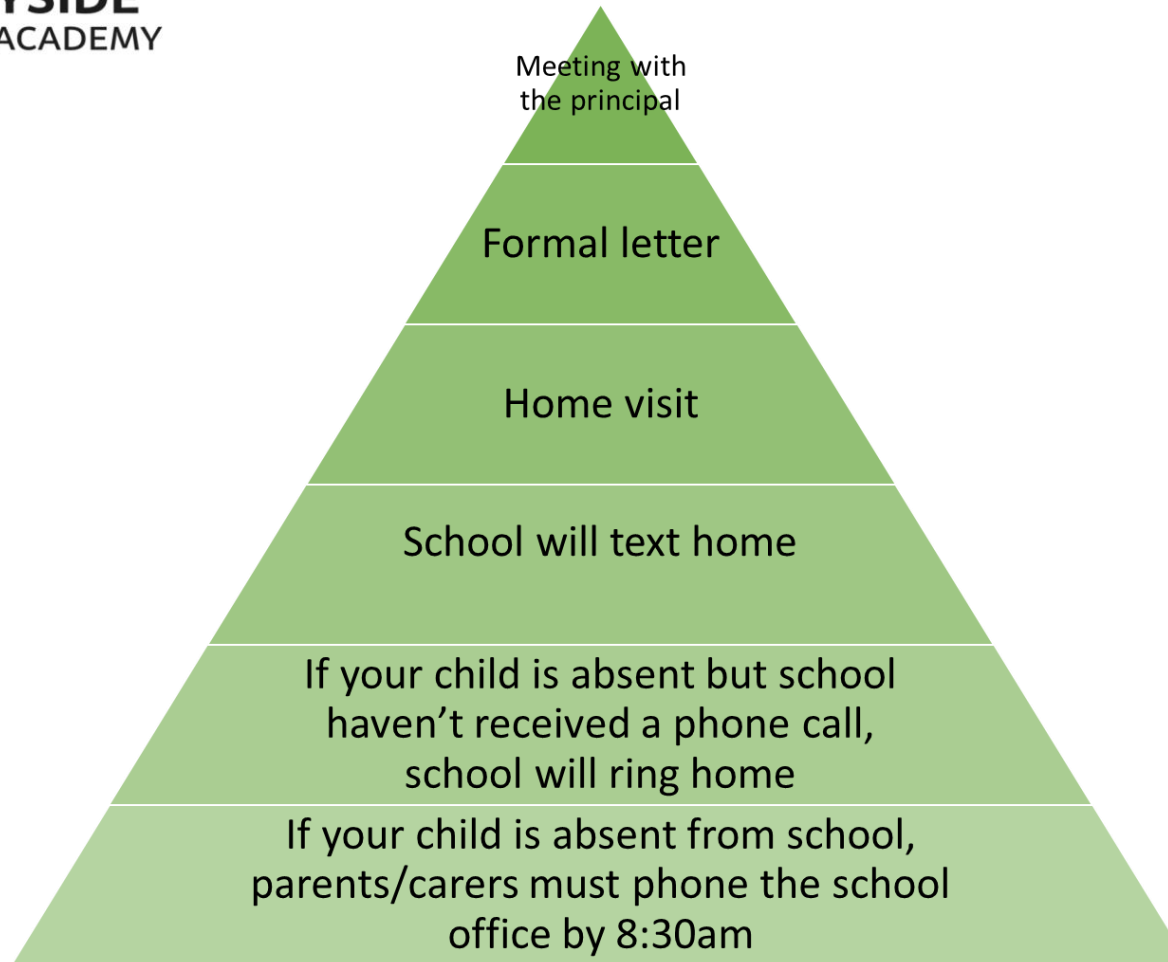 YSIDE
ACADEMY
Meeting with
the principal
Formal letter
Home visit
School will text home
If your child is absent but school
haven’t received a phone call,
school will ring home
If your child is absent from school,
parents/carers must phone the school
office by 8:30am